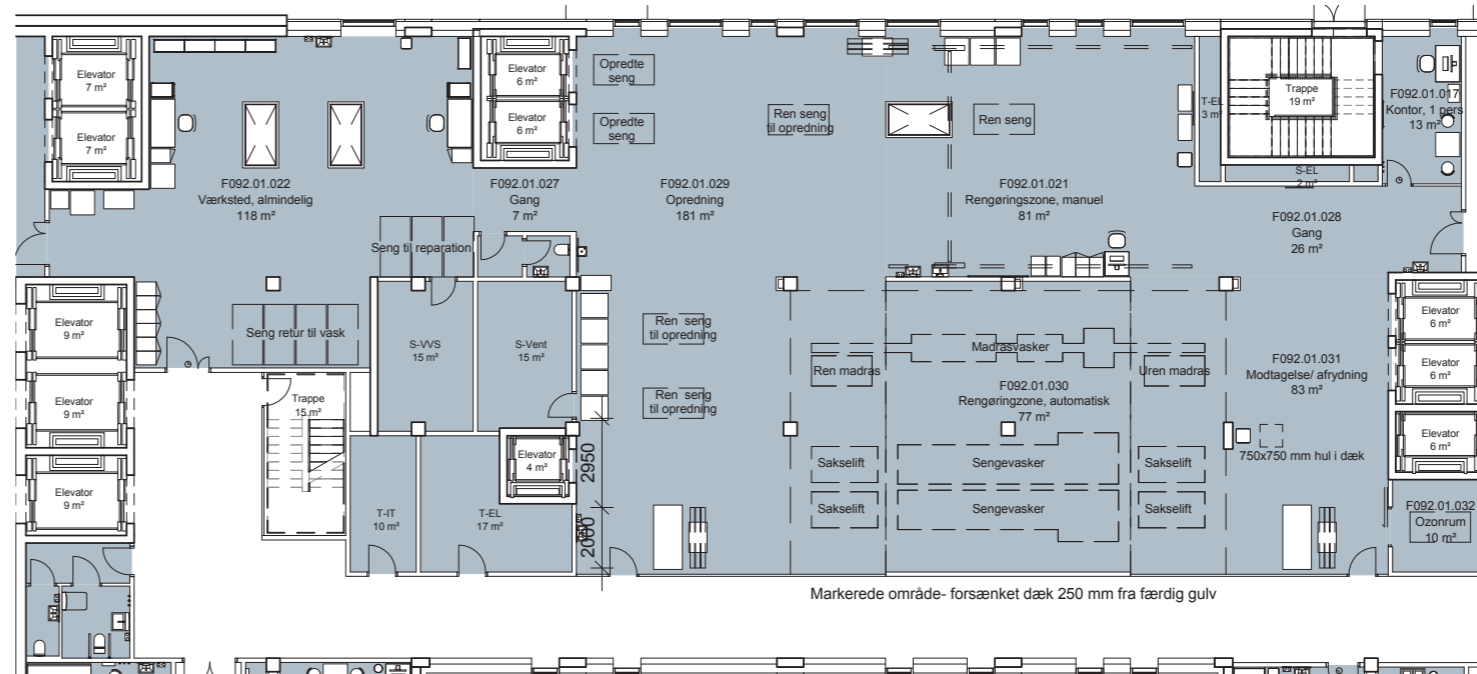 Elevator
7 m²
Elevator
7 m²
F092.01.022
Værksted, almindelig
118 m²
Seng til reparation
Seng retur til vask
Elevator
6 m²
Elevator
6 m²
F092.01.027
Gang
7 m²
Opredte
seng
Opredte
seng
Ren seng
til opredning
Ren seng
F092.01.029
Opredning
181 m²
F092.01.021
Rengøringszone, manuel
81 m²
T-EL
3 m²
Trappe
19 m²
S-EL
2 m²
F092.01.017
Kontor, 1 pers
13 m²
F092.01.028
Gang
26 m²
Elevator
9 m²
Elevator
9 m²
Elevator
9 m²
Trappe
15 m²
S-VVS
15 m²
S-Vent
15 m²
T-IT
10 m²
T-EL
17 m²
Elevator
4 m²
2950
2000
Ren seng
til opredning
Ren seng
til opredning
Madrasvasker
Ren madras
Uren madras
F092.01.030
Rengøringzone, automatisk
77 m²
Sakselift
Sengevasker
Sakselift
Sakselift
Sengevasker
Sakselift
F092.01.031
Modtagelse/ afrydning
83 m²
750x750 mm hul i dæk
Elevator
6 m²
Elevator
6 m²
Elevator
6 m²
F092.01.032
Ozonrum
10 m²
Markerede område- forsænket dæk 250 mm fra færdig gulv